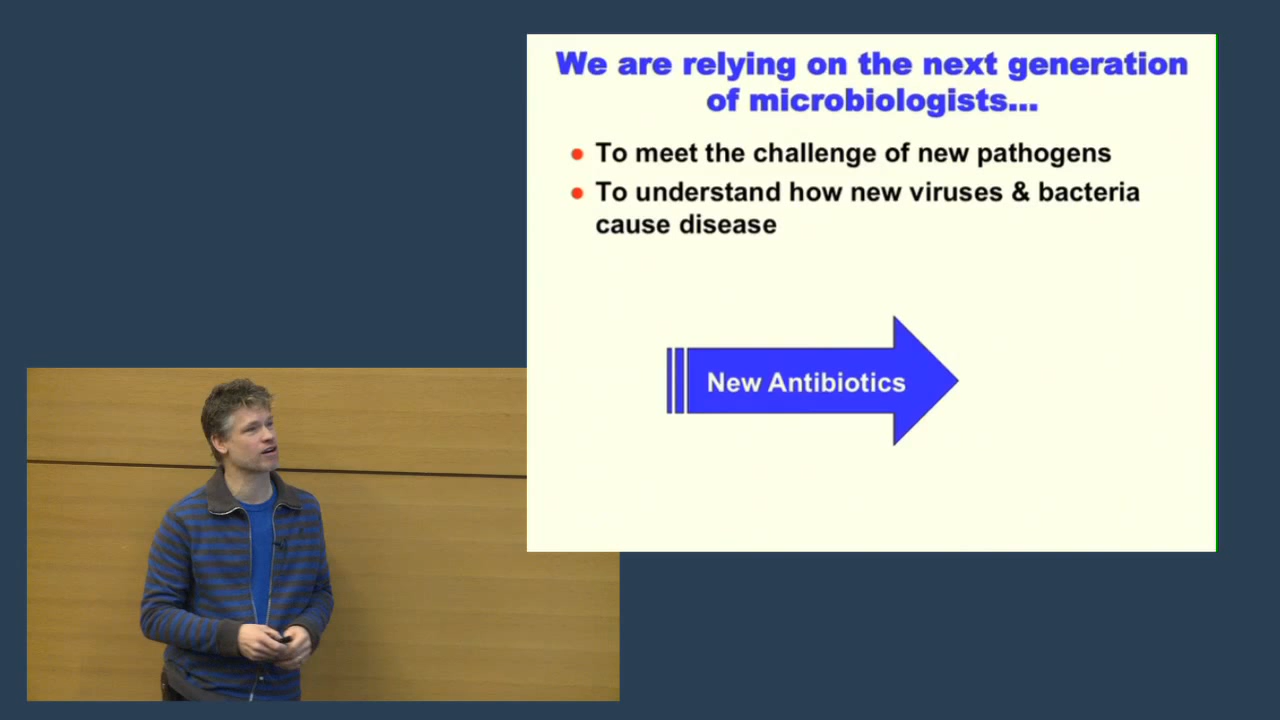 We are relying on the next generation
of microbiologists...
• To meet the challenge of new pathogens
• To understand how new viruses & bacteria
cause disease
New Antibiotics